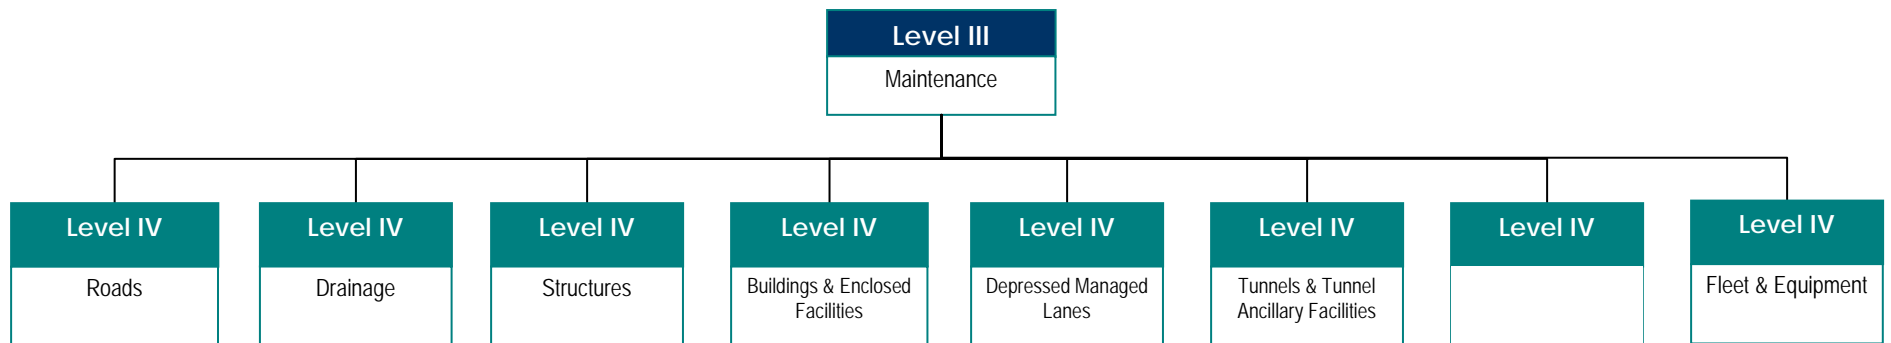 Level III
Maintenance
Level IV
Roads
Level IV
Drainage
Level IV
Structures
Level IV
Buildings & Enclosed
Facilities
Level IV
Depressed Managed
Lanes
Level IV
Tunnels & Tunnel
Ancillary Facilities
Level IV
Level IV
Fleet & Equipment